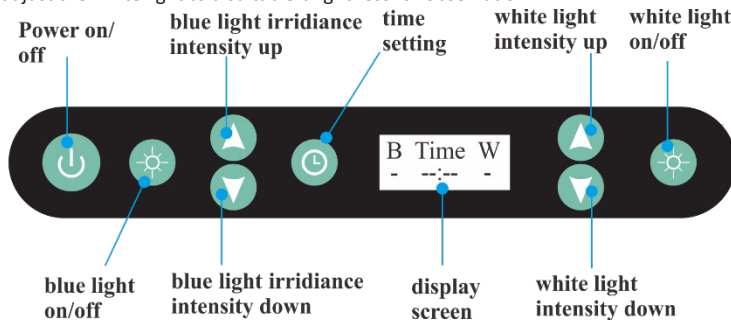 Power on/
off
blue light irridiance
intensity up
time
setting
white light
intensity up
white light
on/off
B Time W
- --:-- -
blue light
on/off
blue light irridiance
intensity down
display
screen
white light
intensity down